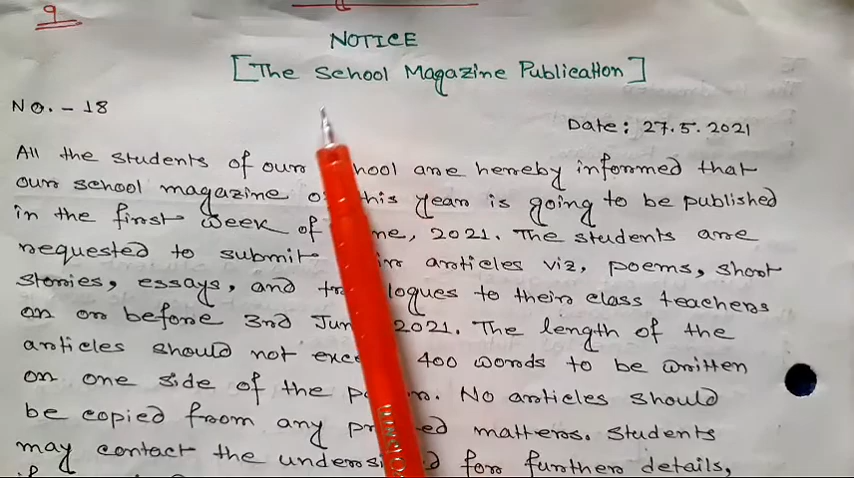 9
NOTICE
[The School Magazine Publication]
No. - 18
Date: 27.5.2021
All the students of our hool are hereby informed that
our school magazine o his year is going to be published
in the first week of ne, 2021. The students are
requested to submit articles viz, poems, short
stories, essays, and logues to their class teachers
on or before 3rd Jun 2021. The length of the
articles should not exce 400 words to be written
on one side of the p No articles should
be copied from any pr ed matters. Students
may contact the undersi d for further details,